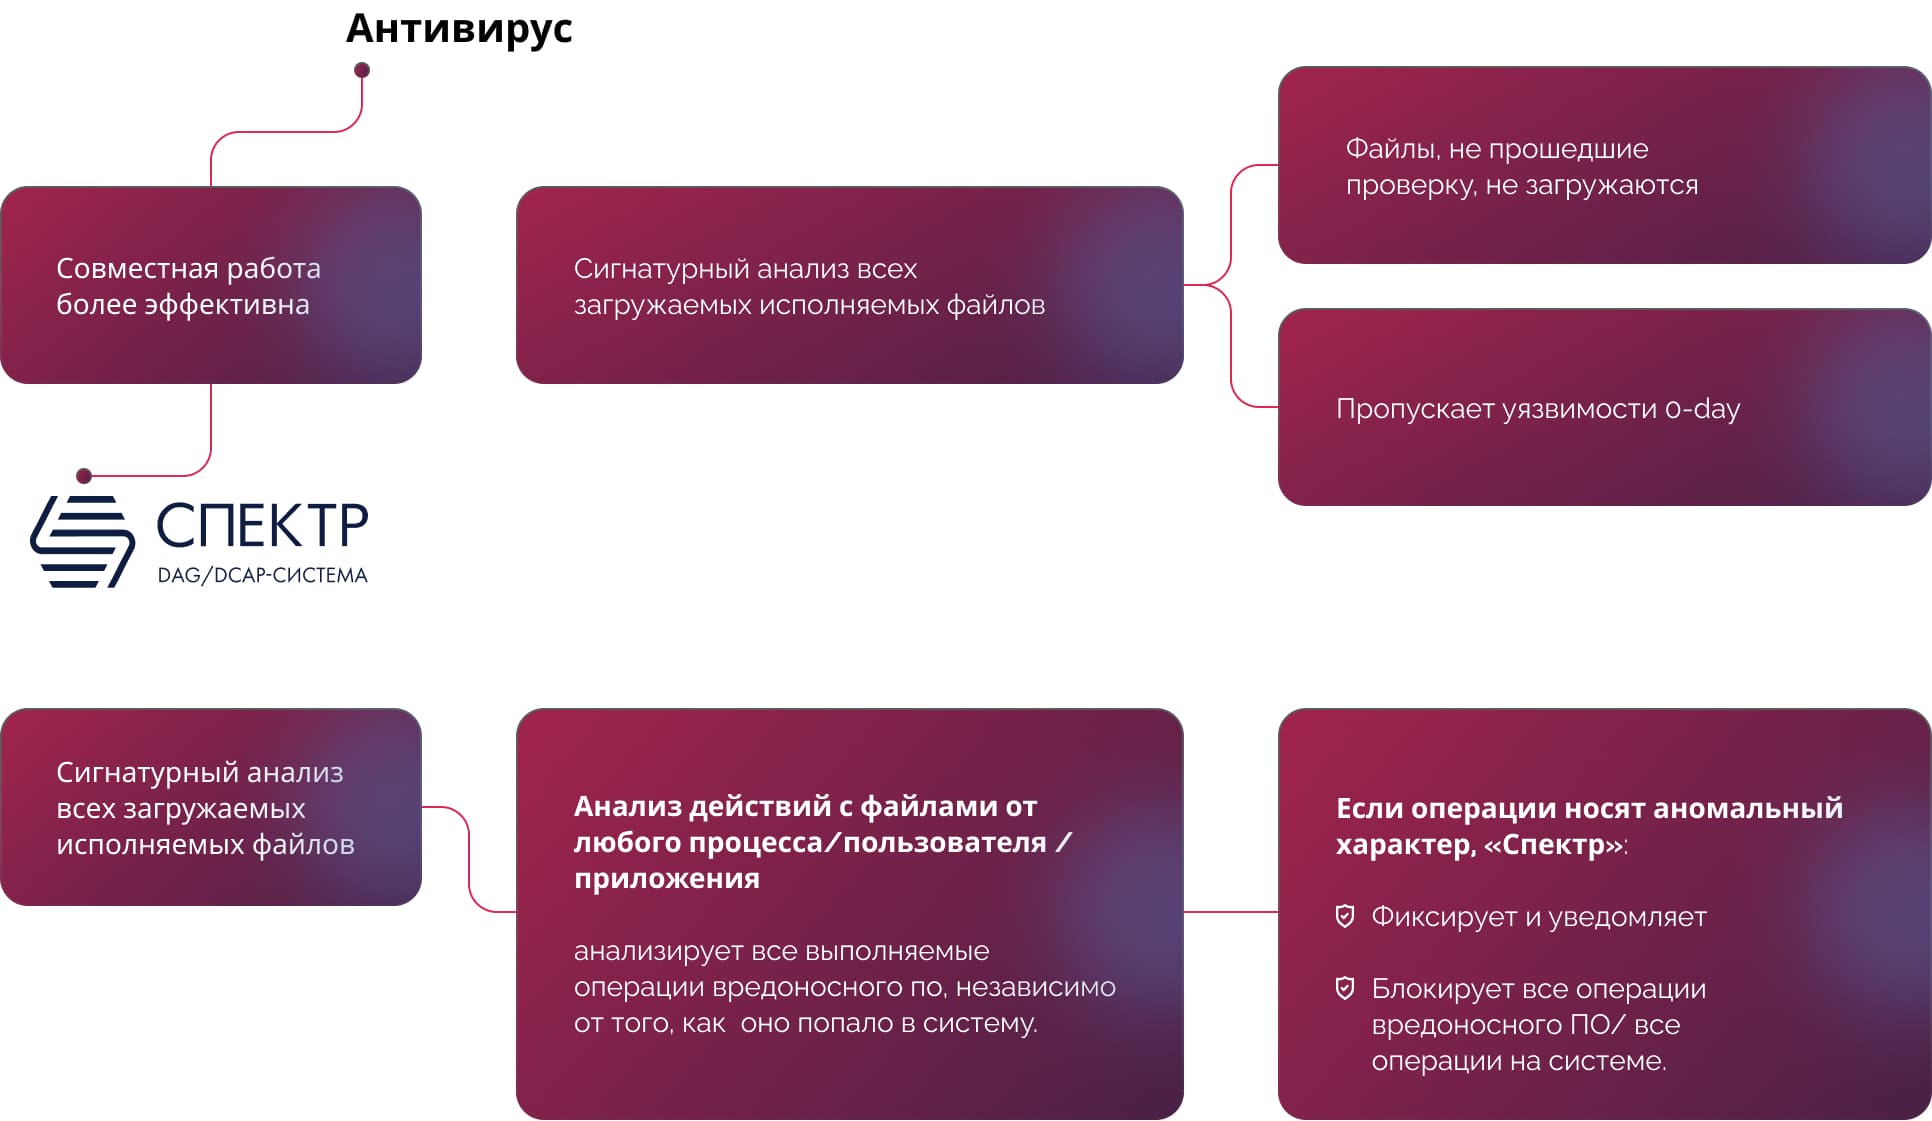 Антивирус
Совместная работа
более эффективна
Сигнатурный анализ всех
загружаемых исполняемых файлов
Файлы, не прошедшие
проверку, не загружаются
Пропускает уязвимости 0-day
СПЕКТР
DAG/DCAP-СИСТЕМА
Сигнатурный анализ
всех загружаемых
исполняемых файлов
Анализ действий с файлами от
любого процесса/пользователя /
приложения
анализирует все выполняемые
операции вредоносного по, независимо
от того, как  оно попало в систему.
Если операции носят аномальный
характер, «Спектр»:
Фиксирует и уведомляет
Блокирует все операции
вредоносного ПО/ все
операции на системе.